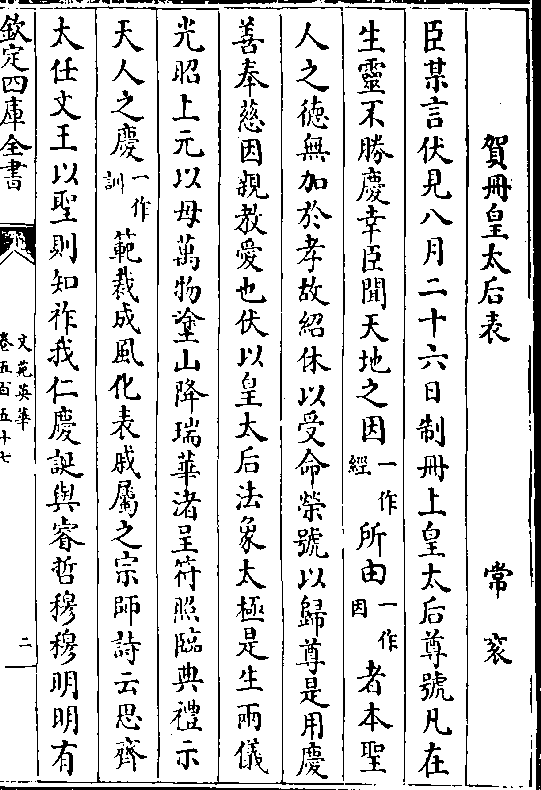 賀冊皇太后表 常衮
臣某言伏見八月二十六日制冊上皇太后尊號凡在
生靈不勝慶幸臣聞天地之因一作經所由一作因者本聖
人之徳無加於孝故紹休以受命榮號以歸尊是用慶
善奉慈因親教愛也伏以皇太后法象太極是生兩儀
光昭上元以母萬物塗山降瑞華渚呈符照臨典禮示
天人之慶一作訓範裁成風化表戚屬之宗師詩云思齊
太任文王以聖則知祚我仁慶誕與睿哲穆穆明明有
欽定四庫全書
文苑英華
卷五百五十七
二